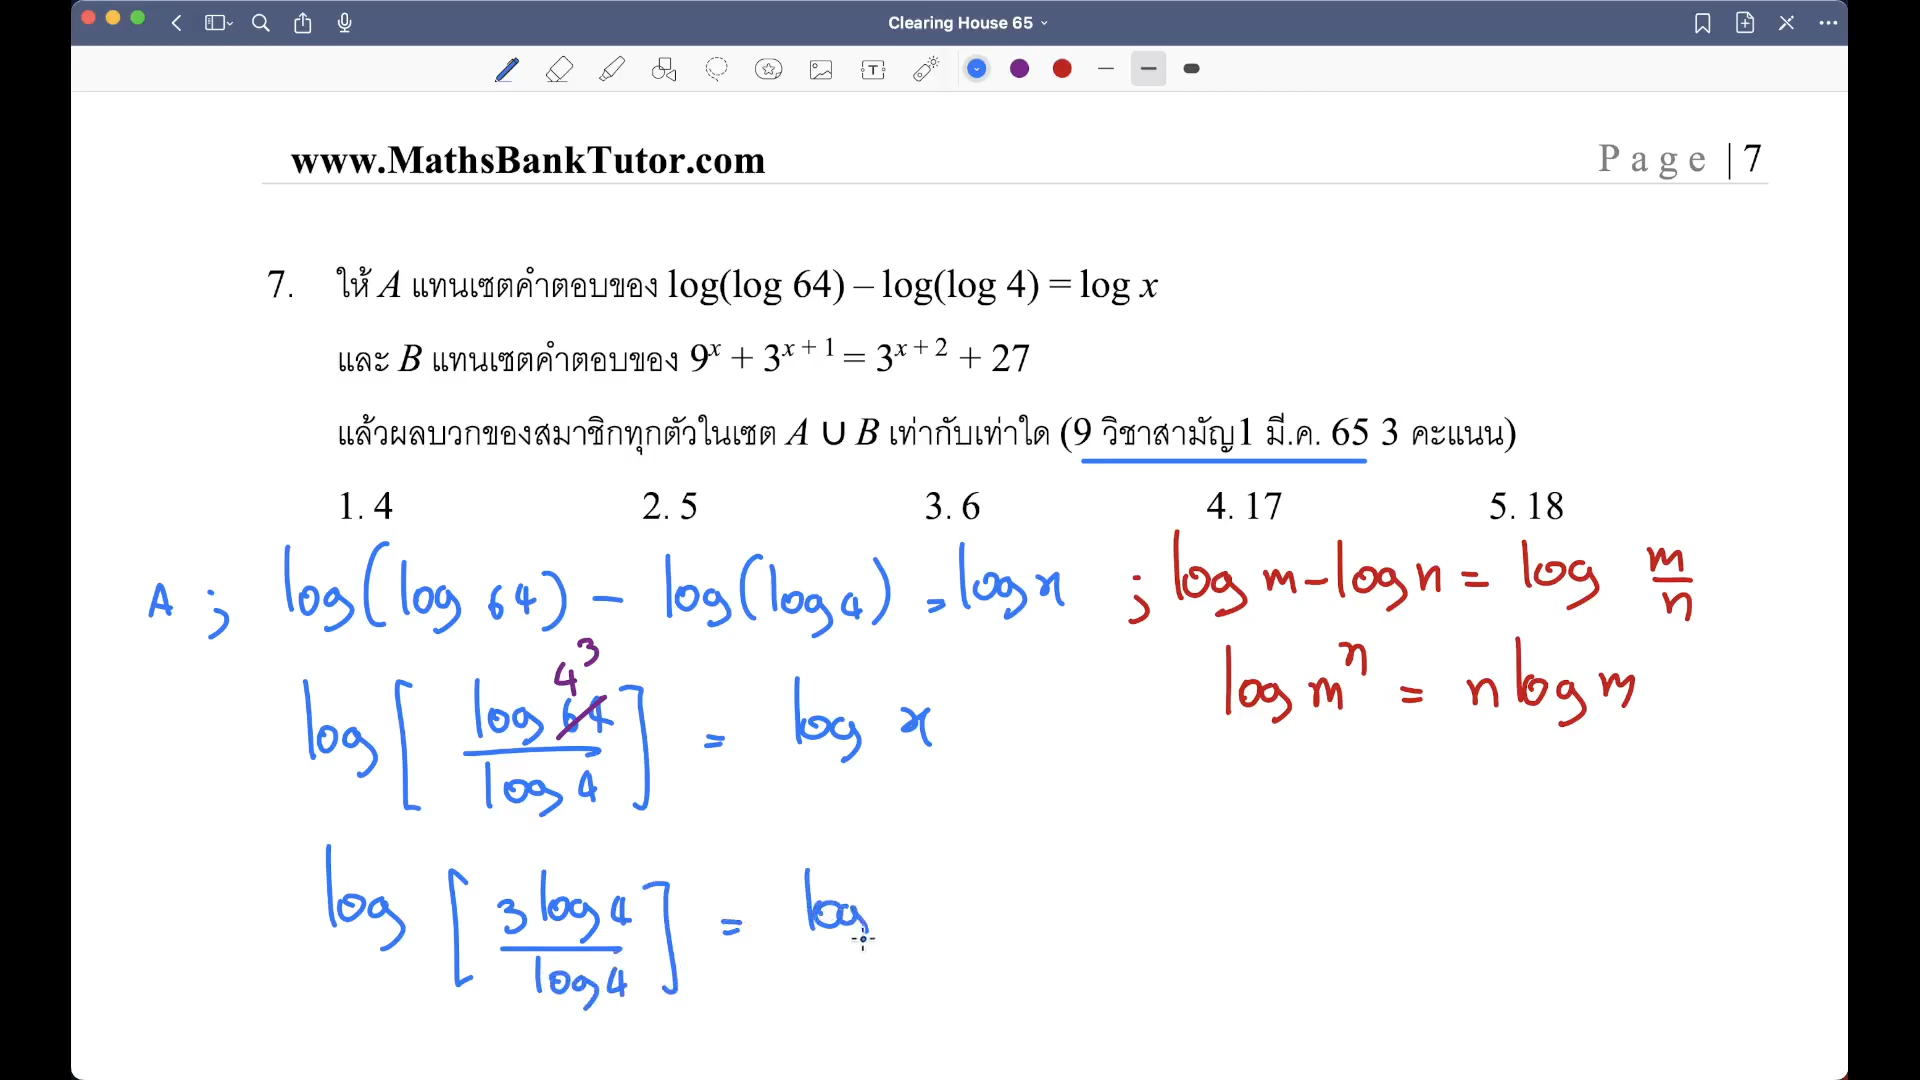 Clearing House 65
www.MathsBankTutor.com
Page | 7
7. ให้ A แทนเซตคำตอบของ log(log 64) – log(log 4) = log x
และ B แทนเซตคำตอบของ 9^x + 3^{x + 1} = 3^{x + 2} + 27
แล้วผลบวกของสมาชิกทุกตัวในเซต A ∪ B เท่ากับเท่าใด (9 วิชาสามัญ1 มี.ค. 65 3 คะแนน)
1. 4 2. 5 3. 6 4. 17 5. 18
A ; log(log 64) – log(log 4) = log x ; log m – log n = log m/n
log [ log 64 4^3 / log 4 ] = log x
log m^n = n log m
log [ 3 log 4 / log 4 ] = log